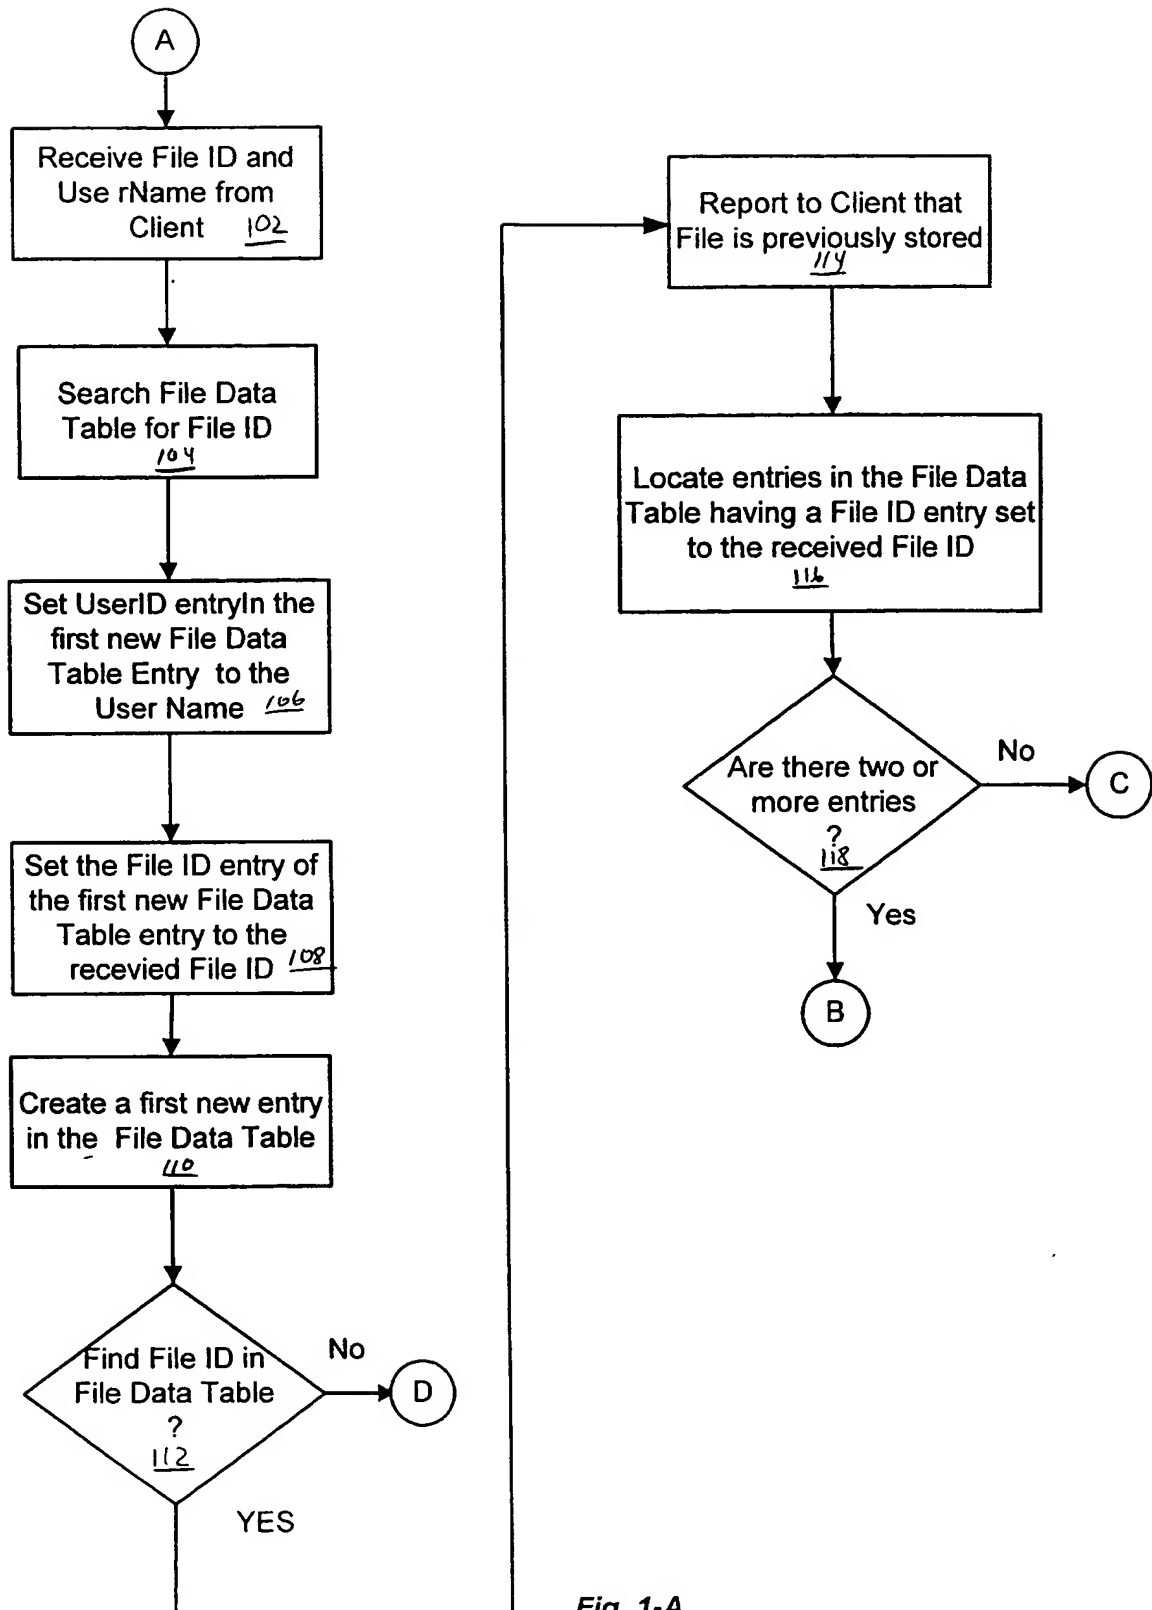 A
Receive File ID and
Use rName from
Client 102
Search File Data
Table for File ID
104
Set UserID entryIn the
first new File Data
Table Entry to the
User Name 106
Set the File ID entry of
the first new File Data
Table entry to the
recevied File ID 108
Create a first new entry
in the File Data Table
110
Find File ID in
File Data Table
?
112
No
D
YES
Report to Client that
File is previously stored
114
Locate entries in the File Data
Table having a File ID entry set
to the received File ID
116
Are there two or
more entries
?
118
No
C
Yes
B
Fig. 1-A